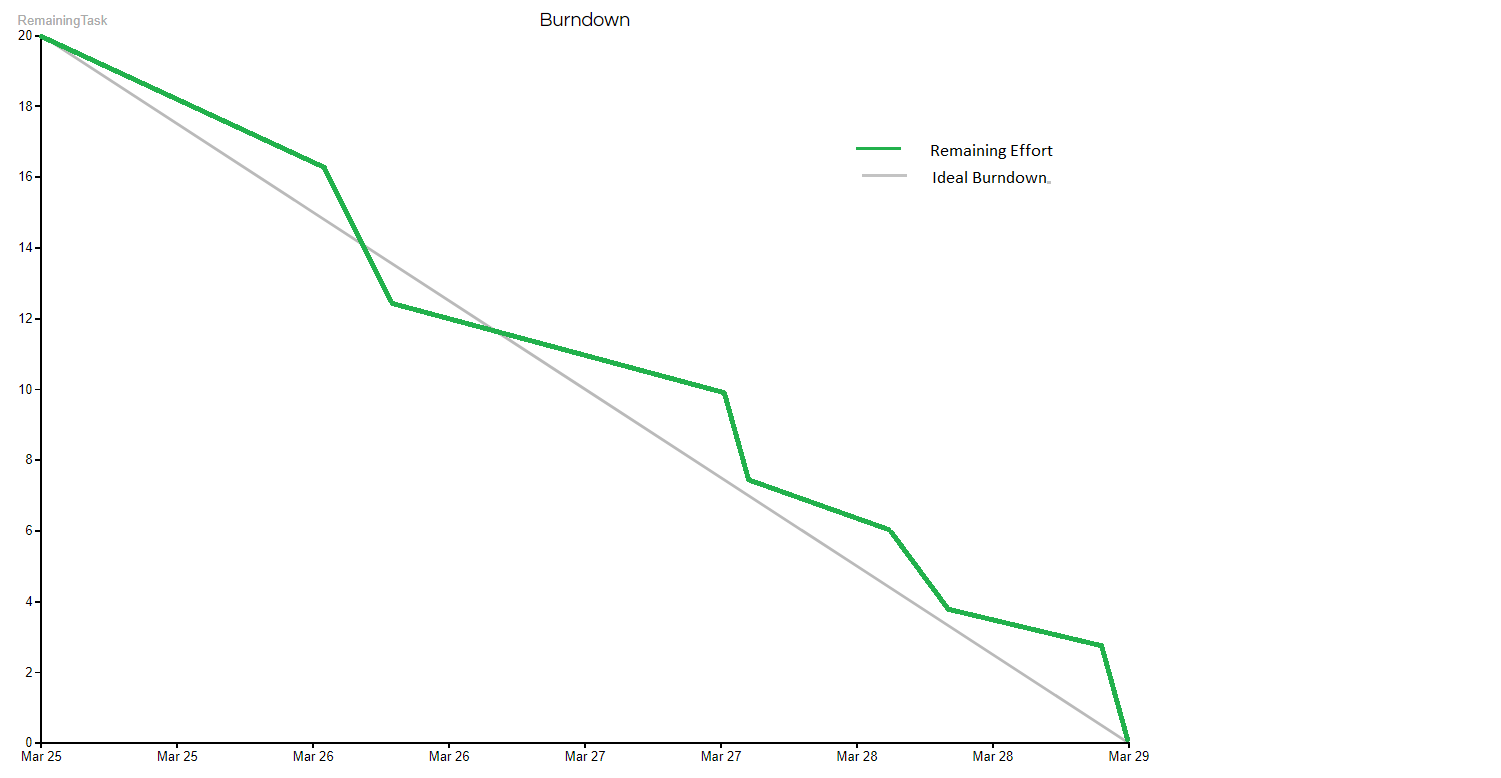 Burndown
RemainingTask
20
18
16
14
12
10
8
6
4
2
0
Remaining Effort
Ideal Burndown.
Mar 25 Mar 25 Mar 26 Mar 26 Mar 27 Mar 27 Mar 28 Mar 28 Mar 29